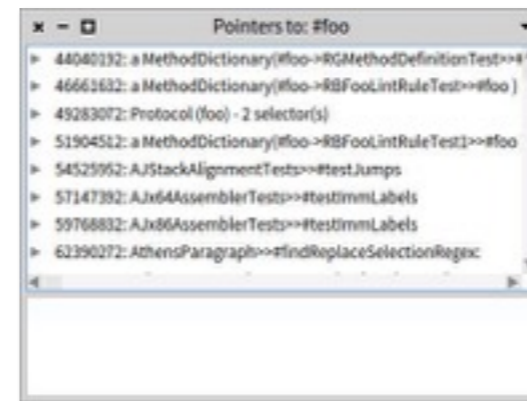 Pointers to: #foo
44040192: a MethodDictionary(#foo->RGMethodDefinitionTest>>#
46661632: a MethodDictionary(#foo->RBFooLintRuleTest>>#foo )
49283072: Protocol (foo) - 2 selector(s)
51904512: a MethodDictionary(#foo->RBFooLintRuleTest1>>#foo
54525952: AJStackAlignmentTests>>#testJumps
57147392: AJx64AssemblerTests>>#testImmLabels
59768832: AJx86AssemblerTests>>#testImmLabels
62390272: AthensParagraph>>#findReplaceSelectionRegex: